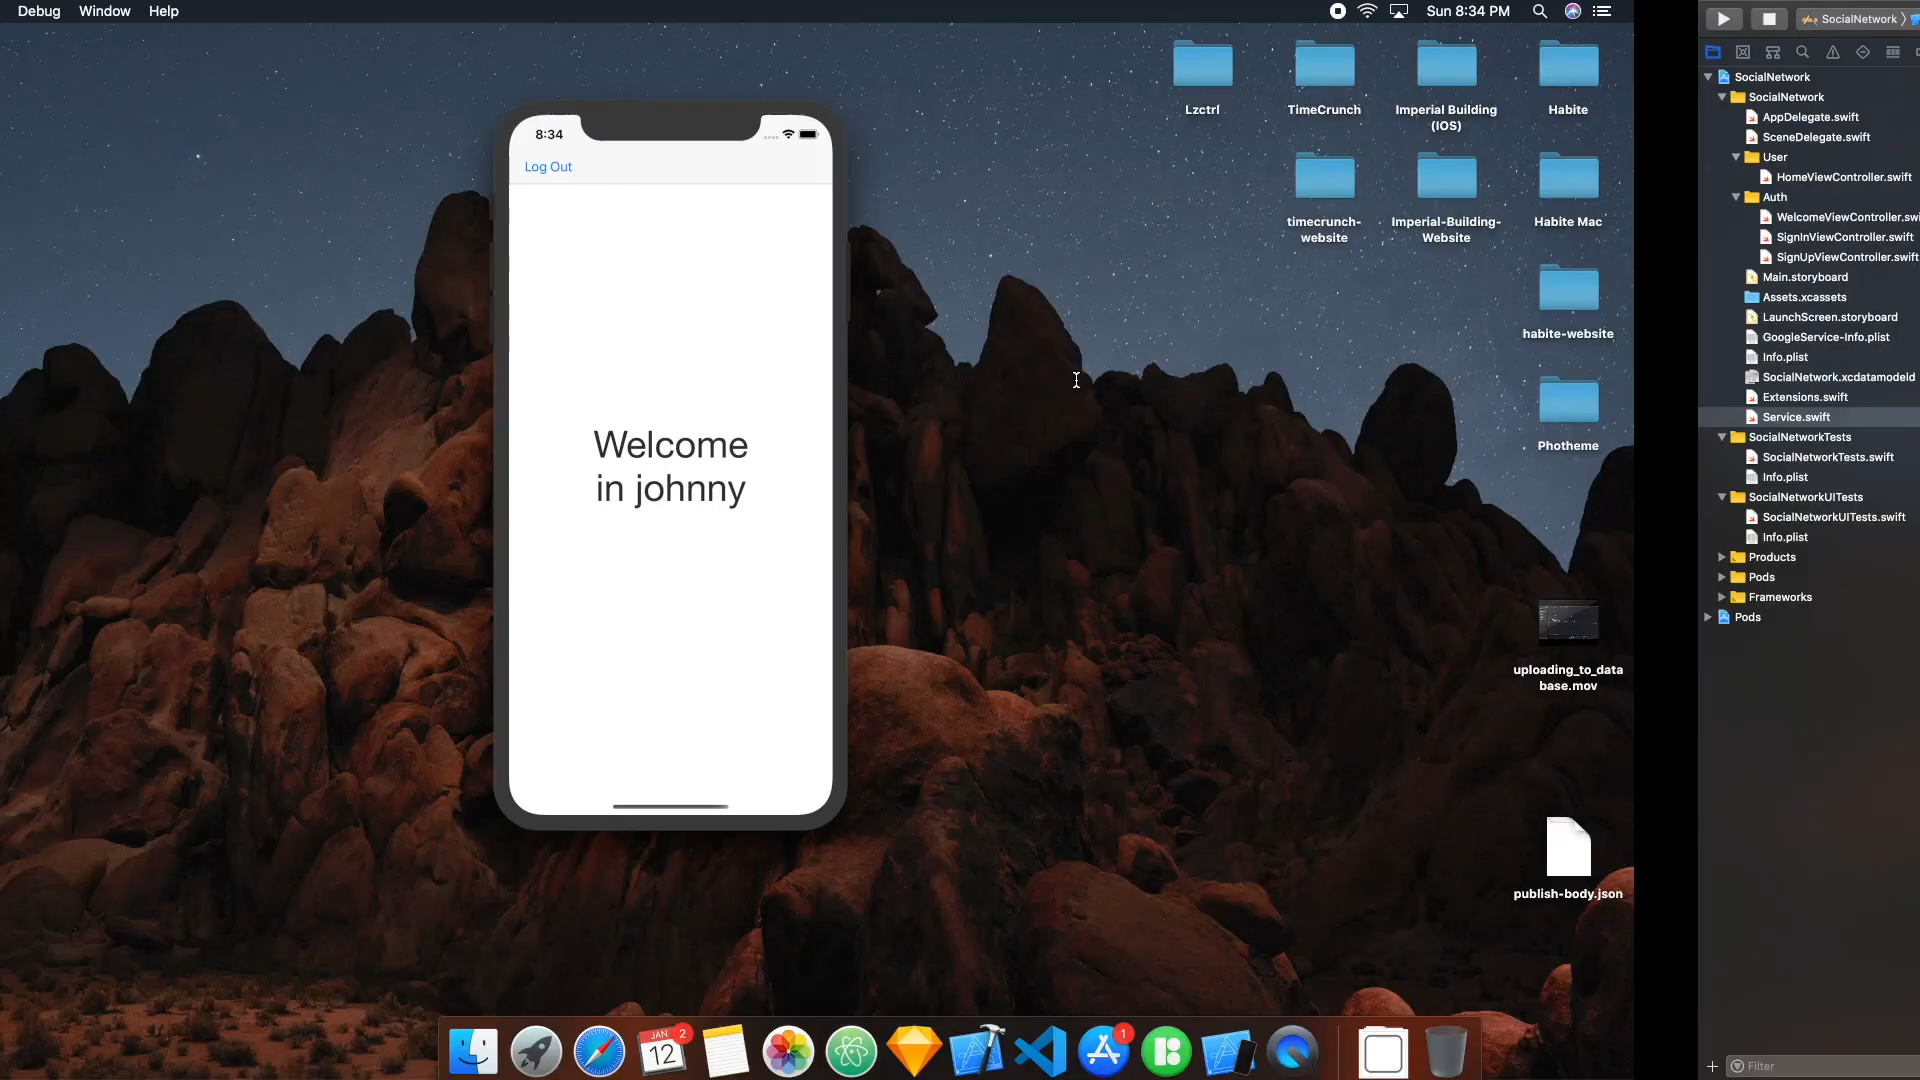 Debug Window Help
Sun 8:34 PM
8:34
Log Out
Welcome
in johnny
Lzctrl
TimeCrunch
Imperial Building
(IOS)
Habite
timecrunch-
website
Imperial-Building-
Website
Habite Mac
habite-website
Photheme
uploading_to_data
base.mov
publish-body.json
JAN
2
12
1
SocialNetwork
SocialNetwork
SocialNetwork
AppDelegate.swift
SceneDelegate.swift
User
HomeViewController.swift
Auth
WelcomeViewController.swi
SignInViewController.swift
SignUpViewController.swift
Main.storyboard
Assets.xcassets
LaunchScreen.storyboard
GoogleService-Info.plist
Info.plist
SocialNetwork.xcdatamodeld
Extensions.swift
Service.swift
SocialNetworkTests
SocialNetworkTests.swift
Info.plist
SocialNetworkUITests
SocialNetworkUITests.swift
Info.plist
Products
Pods
Frameworks
Pods
Filter